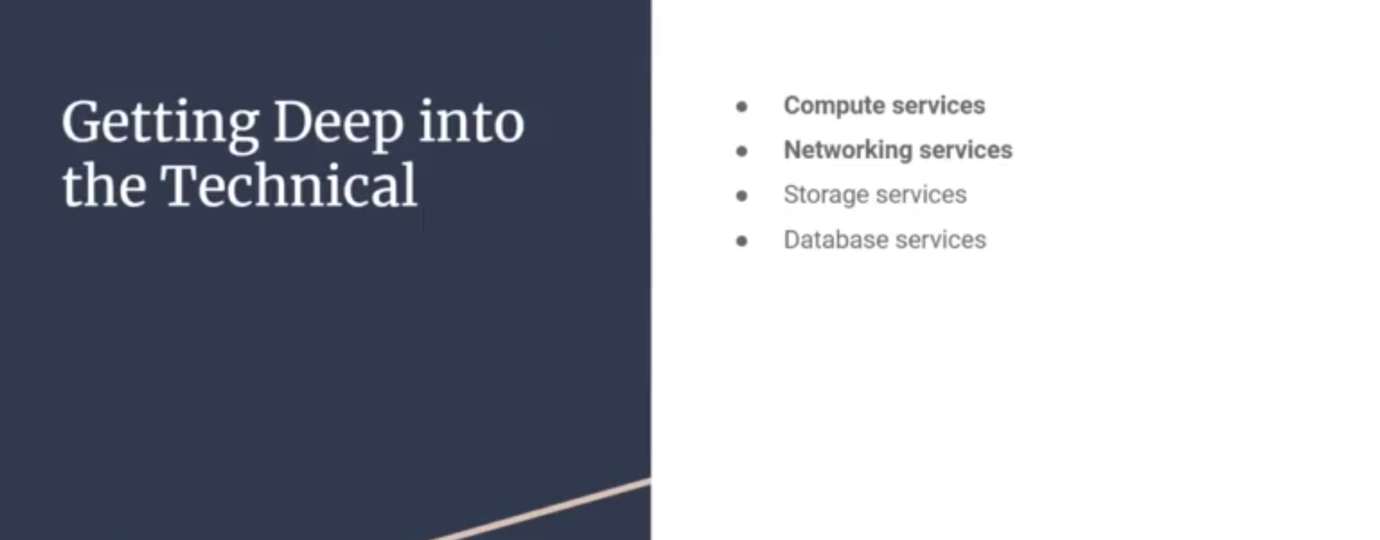 Getting Deep into
the Technical
● Compute services
● Networking services
● Storage services
● Database services